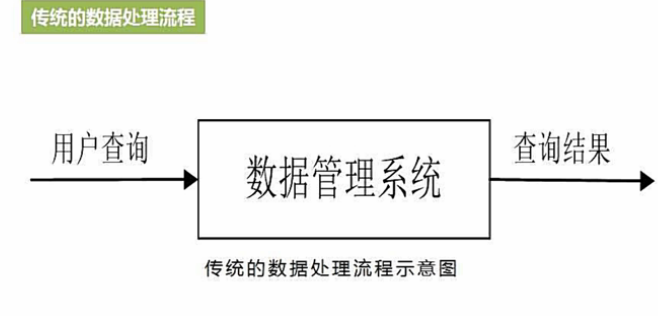 传统的数据处理流程
用户查询
数据管理系统
查询结果
传统的数据处理流程示意图